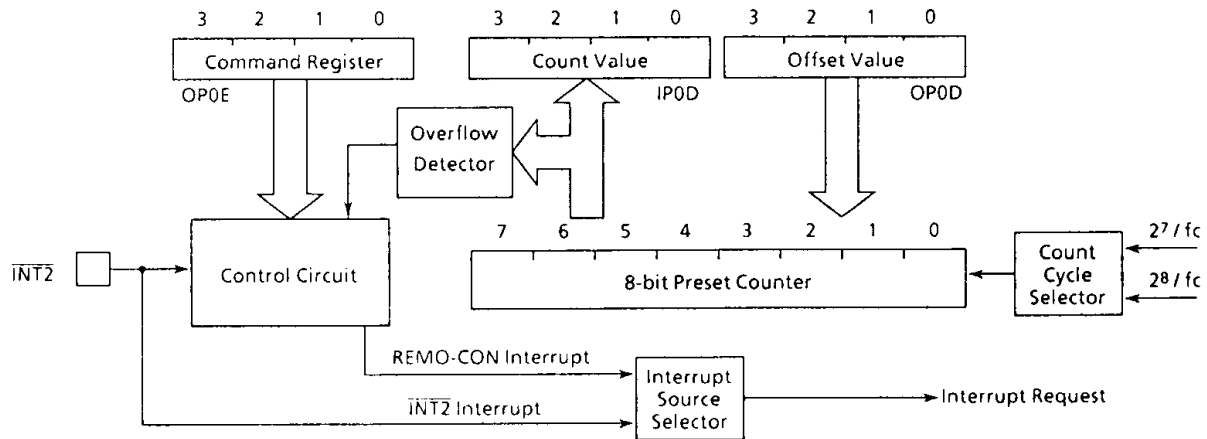 3 2 1 0 3 2 1 0 3 2 1 0
Command Register Count Value Offset Value
OP0E IP0D OP0D
Overflow
Detector
7 6 5 4 3 2 1 0
INT2
Control Circuit
8-bit Preset Counter
Count
Cycle
Selector
2⁷ / fc
2⁸ / fc
REMO-CON Interrupt
INT2 Interrupt
Interrupt
Source
Selector
Interrupt Request